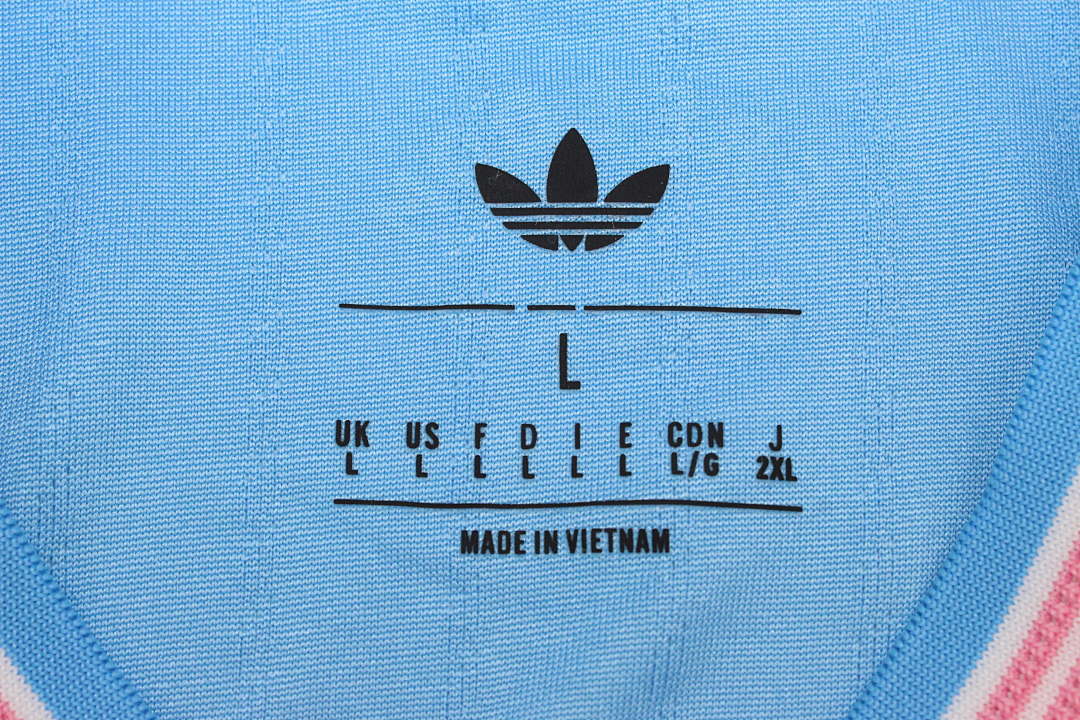 L
UK US F D I E CDN J
L L L L L L L/G 2XL
MADE IN VIETNAM